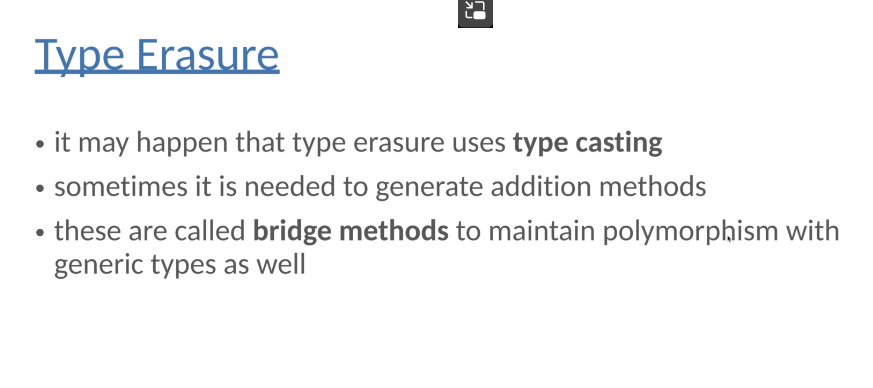 Type Erasure
• it may happen that type erasure uses type casting
• sometimes it is needed to generate addition methods
• these are called bridge methods to maintain polymorphism with
generic types as well